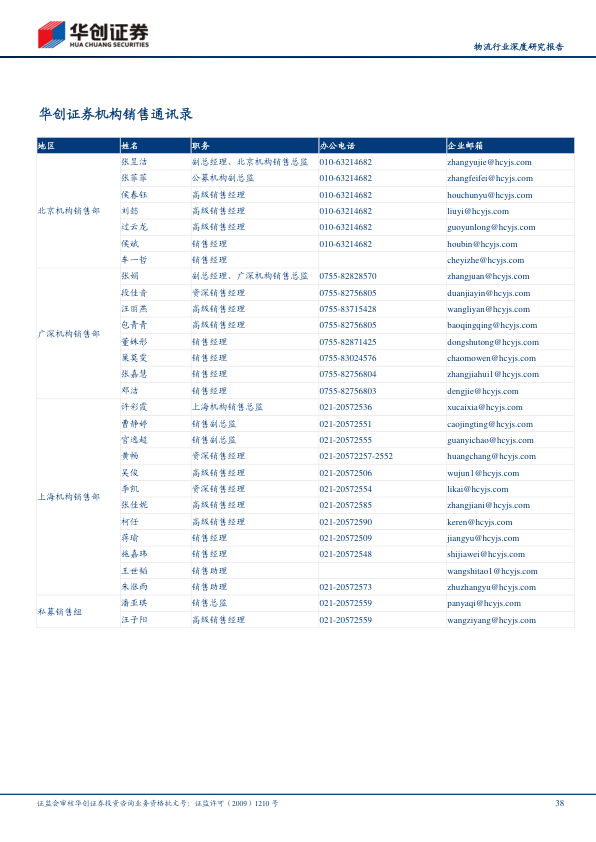 华创证券
HUA CHUANG SECURITIES
物流行业深度研究报告
华创证券机构销售通讯录
地区 姓名 职务 办公电话 企业邮箱
北京机构销售部
张昱洁 副总经理、北京机构销售总监 010-63214682 zhangyujie@hcyjs.com
张菲菲 公募机构副总监 010-63214682 zhangfeifei@hcyjs.com
侯春钰 高级销售经理 010-63214682 houchunyu@hcyjs.com
刘懿 高级销售经理 010-63214682 liuyi@hcyjs.com
过云龙 高级销售经理 010-63214682 guoyunlong@hcyjs.com
侯斌 销售经理 010-63214682 houbin@hcyjs.com
车一哲 销售经理 cheyizhe@hcyjs.com
广深机构销售部
张娟 副总经理、广深机构销售总监 0755-82828570 zhangjuan@hcyjs.com
段佳音 资深销售经理 0755-82756805 duanjiayin@hcyjs.com
汪丽燕 高级销售经理 0755-83715428 wangliyan@hcyjs.com
包青青 高级销售经理 0755-82756805 baoqingqing@hcyjs.com
董姝彤 销售经理 0755-82871425 dongshutong@hcyjs.com
巢莫雯 销售经理 0755-83024576 chaomowen@hcyjs.com
张嘉慧 销售经理 0755-82756804 zhangjiahui1@hcyjs.com
邓洁 销售经理 0755-82756803 dengjie@hcyjs.com
上海机构销售部
许彩霞 上海机构销售总监 021-20572536 xucaixia@hcyjs.com
曹静婷 销售副总监 021-20572551 caojingting@hcyjs.com
官逸超 销售副总监 021-20572555 guanyichao@hcyjs.com
黄畅 资深销售经理 021-20572257-2552 huangchang@hcyjs.com
吴俊 高级销售经理 021-20572506 wujun1@hcyjs.com
李凯 资深销售经理 021-20572554 likai@hcyjs.com
张佳妮 高级销售经理 021-20572585 zhangjiani@hcyjs.com
柯任 高级销售经理 021-20572590 keren@hcyjs.com
蒋瑜 销售经理 021-20572509 jiangyu@hcyjs.com
施嘉玮 销售经理 021-20572548 shijiawei@hcyjs.com
王世韬 销售助理 wangshitao1@hcyjs.com
朱涨雨 销售助理 021-20572573 zhuzhangyu@hcyjs.com
私募销售组
潘亚琪 销售总监 021-20572559 panyaqi@hcyjs.com
汪子阳 高级销售经理 021-20572559 wangziyang@hcyjs.com
证监会审核华创证券投资咨询业务资格批文号：证监许可（2009）1210 号 38